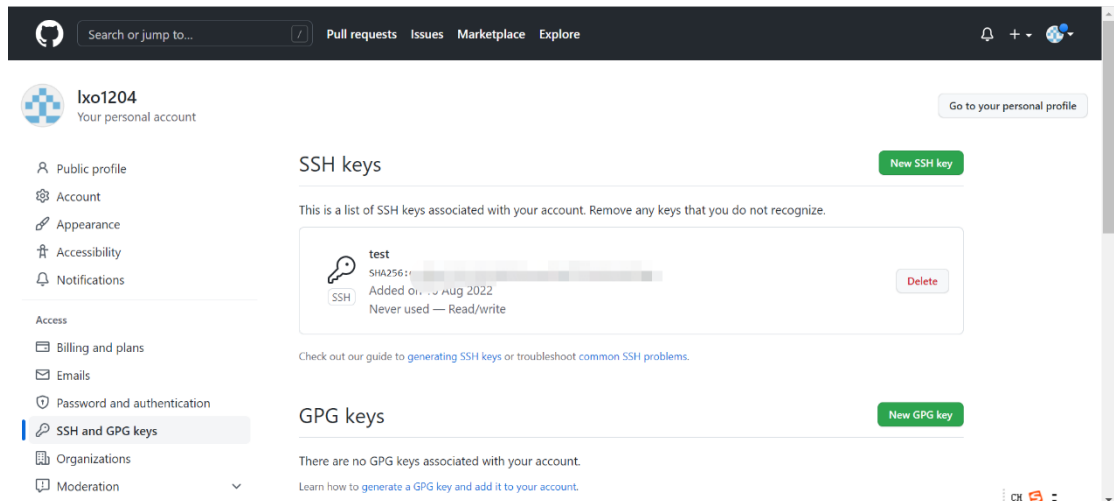 Search or jump to... /
Pull requests Issues Marketplace Explore
lxo1204
Your personal account
Go to your personal profile
Public profile
Account
Appearance
Accessibility
Notifications
Access
Billing and plans
Emails
Password and authentication
SSH and GPG keys
Organizations
Moderation
SSH keys
New SSH key
This is a list of SSH keys associated with your account. Remove any keys that you do not recognize.
test
SHA256:
SSH
Added on Aug 2022
Never used — Read/write
Delete
Check out our guide to generating SSH keys or troubleshoot common SSH problems.
GPG keys
New GPG key
There are no GPG keys associated with your account.
Learn how to generate a GPG key and add it to your account.
CH